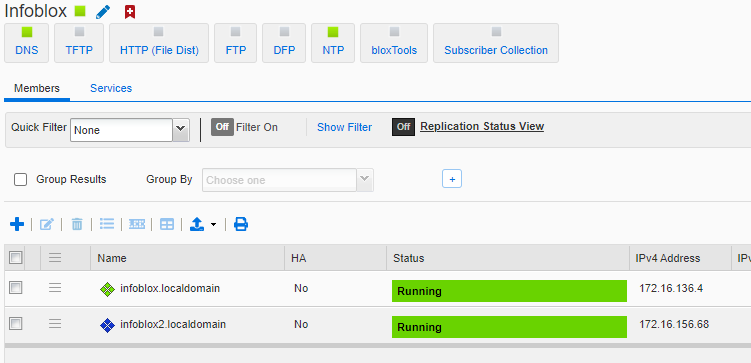 Infoblox
DNS TFTP HTTP (File Dist) FTP DFP NTP bloxTools Subscriber Collection
Members Services
Quick Filter None Off Filter On Show Filter Off Replication Status View
Group Results Group By Choose one +
Name HA Status IPv4 Address IPv
infoblox.localdomain No Running 172.16.136.4
infoblox2.localdomain No Running 172.16.156.68